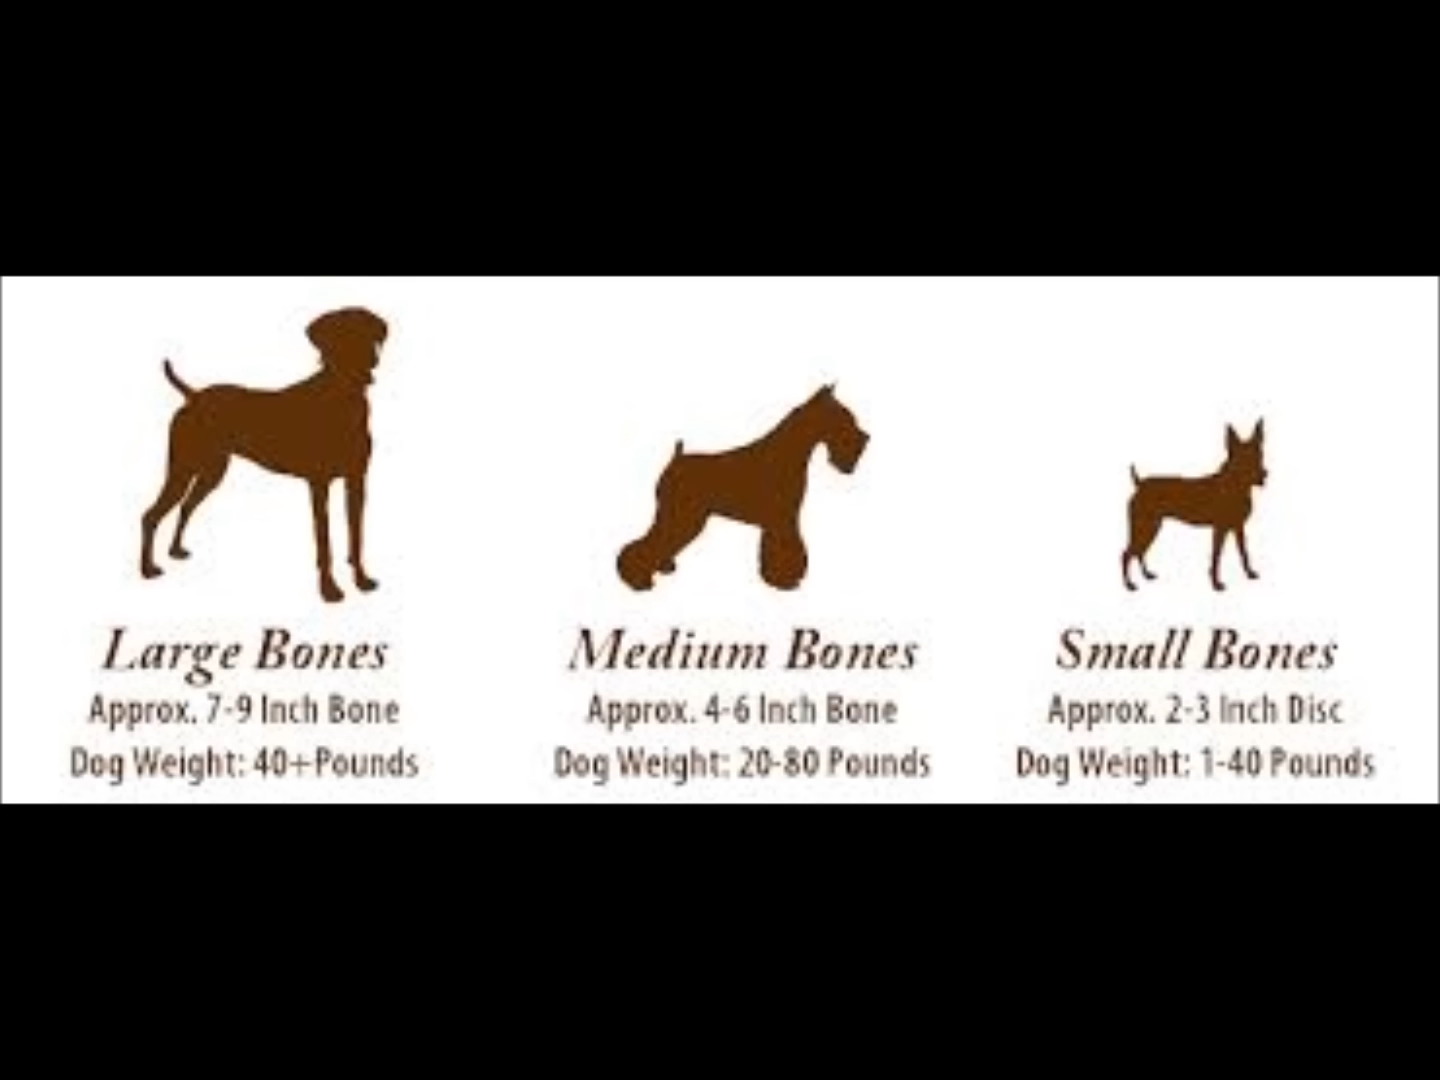 Large Bones
Approx. 7-9 Inch Bone
Dog Weight: 40+Pounds
Medium Bones
Approx. 4-6 Inch Bone
Dog Weight: 20-80 Pounds
Small Bones
Approx. 2-3 Inch Disc
Dog Weight: 1-40 Pounds